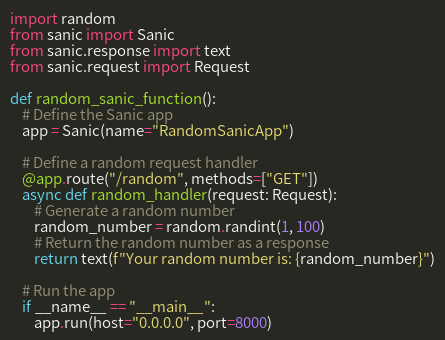 import random
from sanic import Sanic
from sanic.response import text
from sanic.request import Request

def random_sanic_function():
    # Define the Sanic app
    app = Sanic(name="RandomSanicApp")

    # Define a random request handler
    @app.route("/random", methods=["GET"])
    async def random_handler(request: Request):
        # Generate a random number
        random_number = random.randint(1, 100)
        # Return the random number as a response
        return text(f"Your random number is: {random_number}")

    # Run the app
    if __name__ == "__main__":
        app.run(host="0.0.0.0", port=8000)